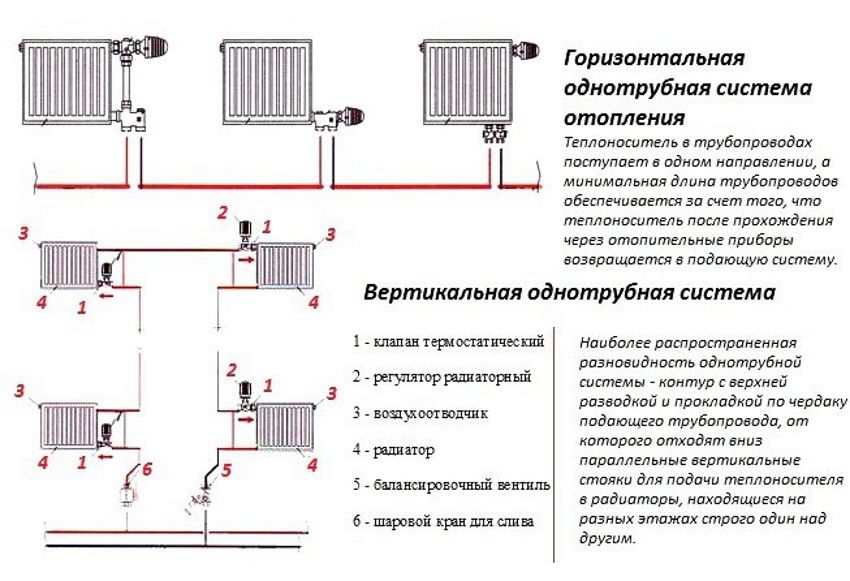 Горизонтальная
однотрубная система
отопления
Теплоноситель в трубопроводах
поступает в одном направлении, а
минимальная длина трубопроводов
обеспечивается за счет того, что
теплоноситель после прохождения
через отопительные приборы
возвращается в подающую систему.
2
3 1 3
4 1 4
Вертикальная однотрубная система
1 - клапан термостатический
2 - регулятор радиаторный
3 - воздухоотводчик
4 - радиатор
5 - балансировочный вентиль
6 - шаровой кран для слива
Наиболее распространенная
разновидность однотрубной
системы - контур с верхней
разводкой и прокладкой по чердаку
подающего трубопровода, от
которого отходят вниз
параллельные вертикальные
стояки для подачи теплоносителя
в радиаторы, находящиеся на
разных этажах строго один над
другим.
2
3 1 3
4 1 4
6 5